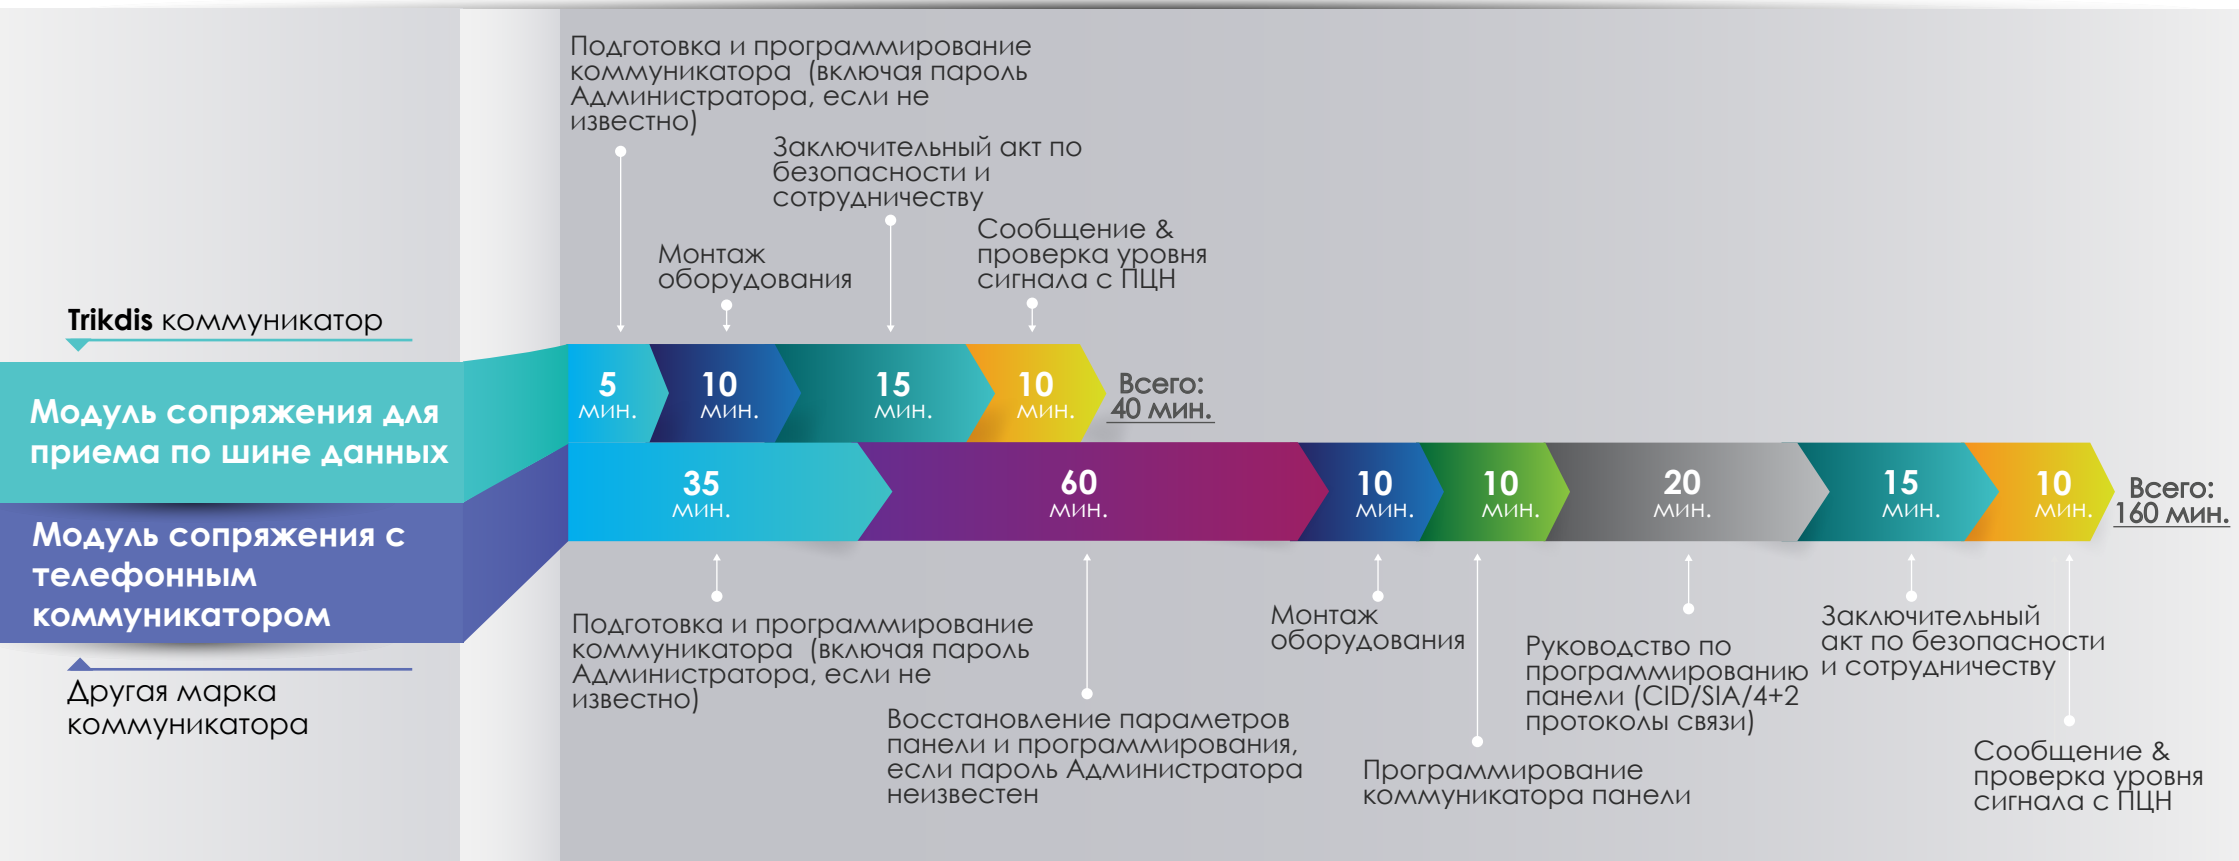 Подготовка и программирование
коммуникатора (включая пароль
Администратора, если не
известно)
Заключительный акт по
безопасности и
сотрудничеству
Монтаж
оборудования
Сообщение &
проверка уровня
сигнала с ПЦН
Trikdis коммуникатор
Модуль сопряжения для
приема по шине данных
5
мин.
10
мин.
15
мин.
10
мин.
Всего:
40 мин.
Модуль сопряжения с
телефонным
коммуникатором
35
мин.
60
мин.
10
мин.
10
мин.
20
мин.
15
мин.
10
мин.
Всего:
160 мин.
Другая марка
коммуникатора
Подготовка и программирование
коммуникатора (включая пароль
Администратора, если не
известно)
Восстановление параметров
панели и программирования,
если пароль Администратора
неизвестен
Монтаж
оборудования
Программирование
коммуникатора панели
Руководство по
программированию
панели (CID/SIA/4+2
протоколы связи)
Заключительный
акт по безопасности
и сотрудничеству
Сообщение &
проверка уровня
сигнала с ПЦН